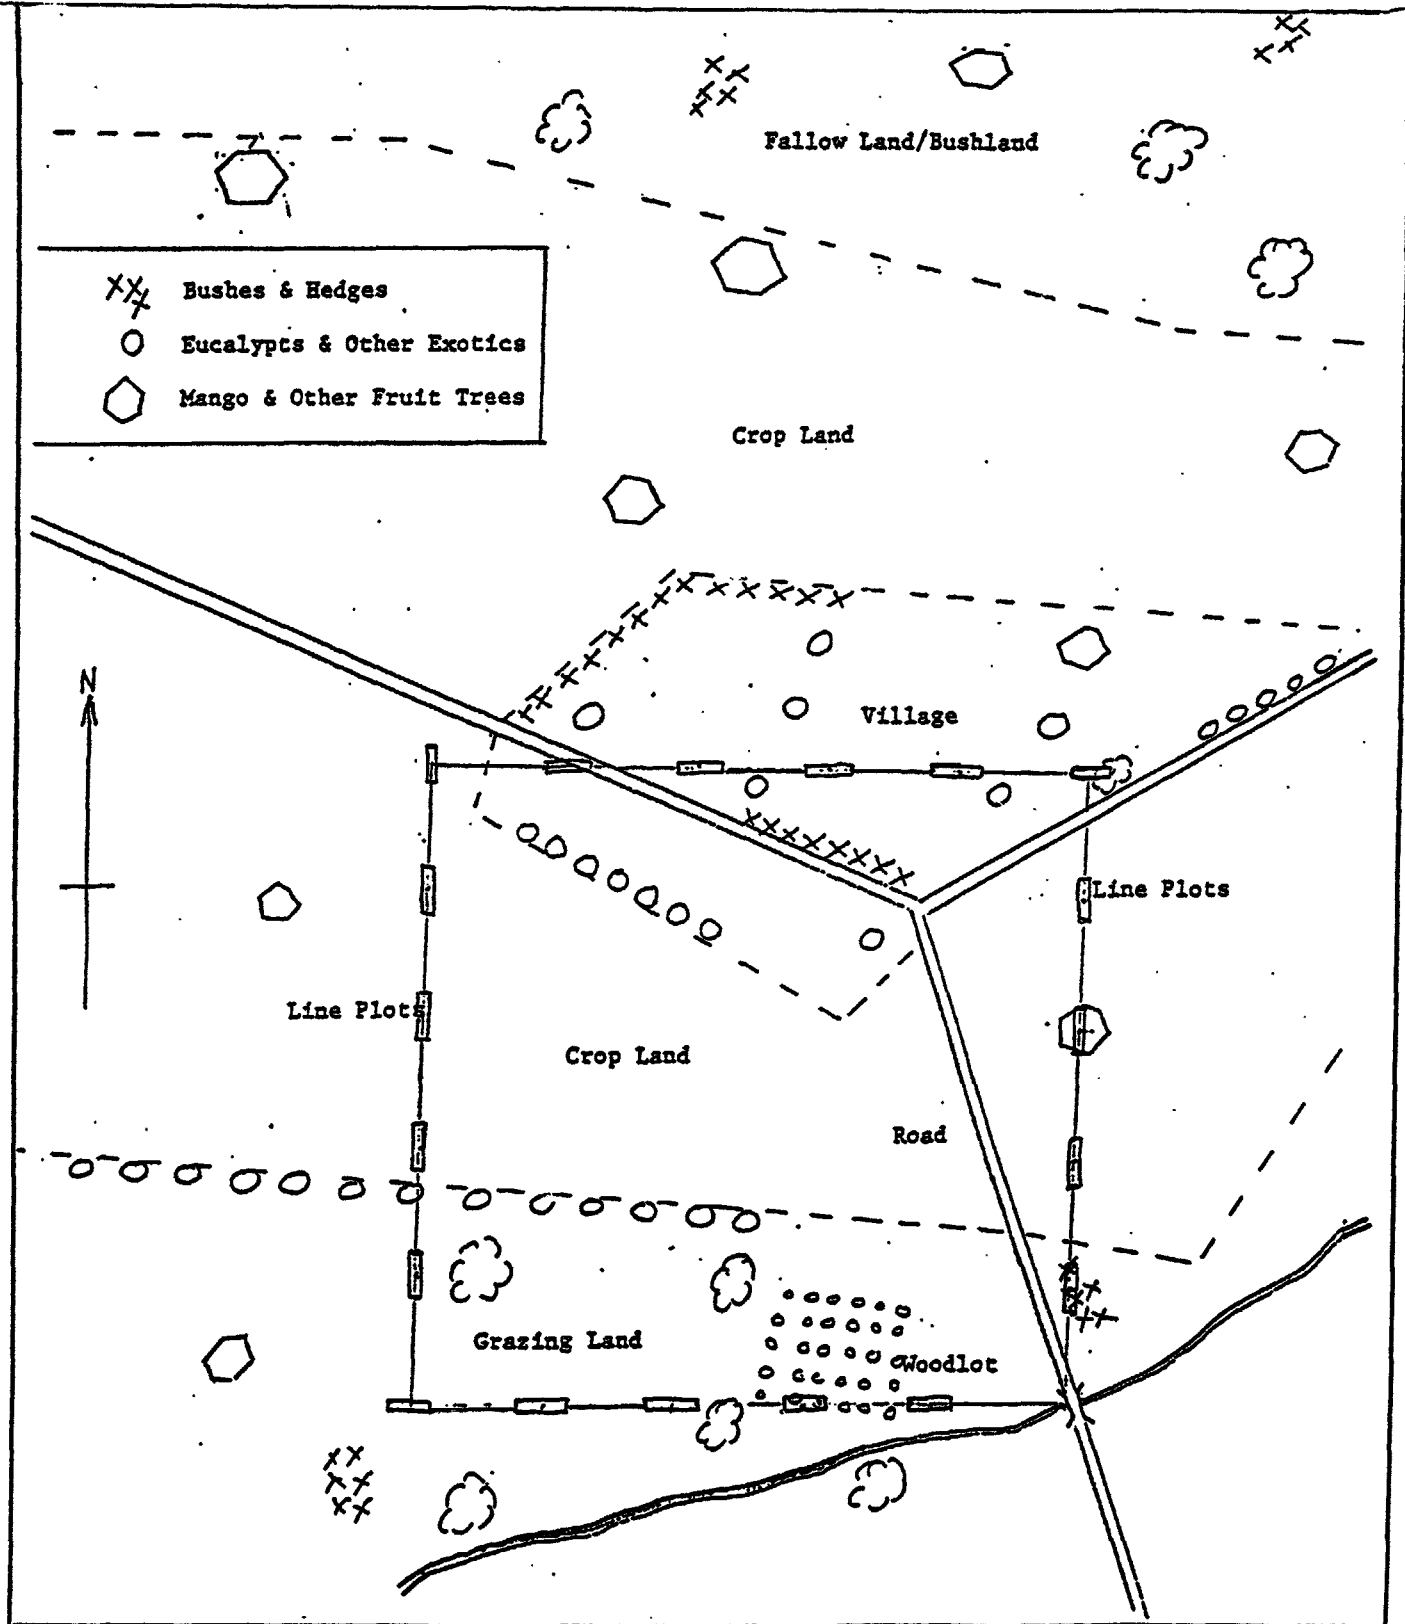 Fallow Land/Bushland
Bushes & Hedges
Eucalypts & Other Exotics
Mango & Other Fruit Trees
Crop Land
N
Village
Line Plots
Line Plots
Crop Land
Road
Grazing Land
Woodlot